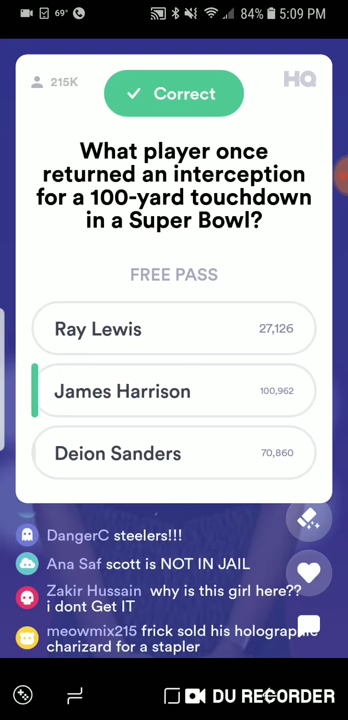 69° 84% 5:09 PM
215K Correct HQ
What player once
returned an interception
for a 100-yard touchdown
in a Super Bowl?
FREE PASS
Ray Lewis 27,126
James Harrison 100,962
Deion Sanders 70,860
DangerC steelers!!!
Ana Saf scott is NOT IN JAIL
Zakir Hussain why is this girl here??
i dont Get IT
meowmix215 frick sold his holographic
charizard for a stapler
DU RECORDER